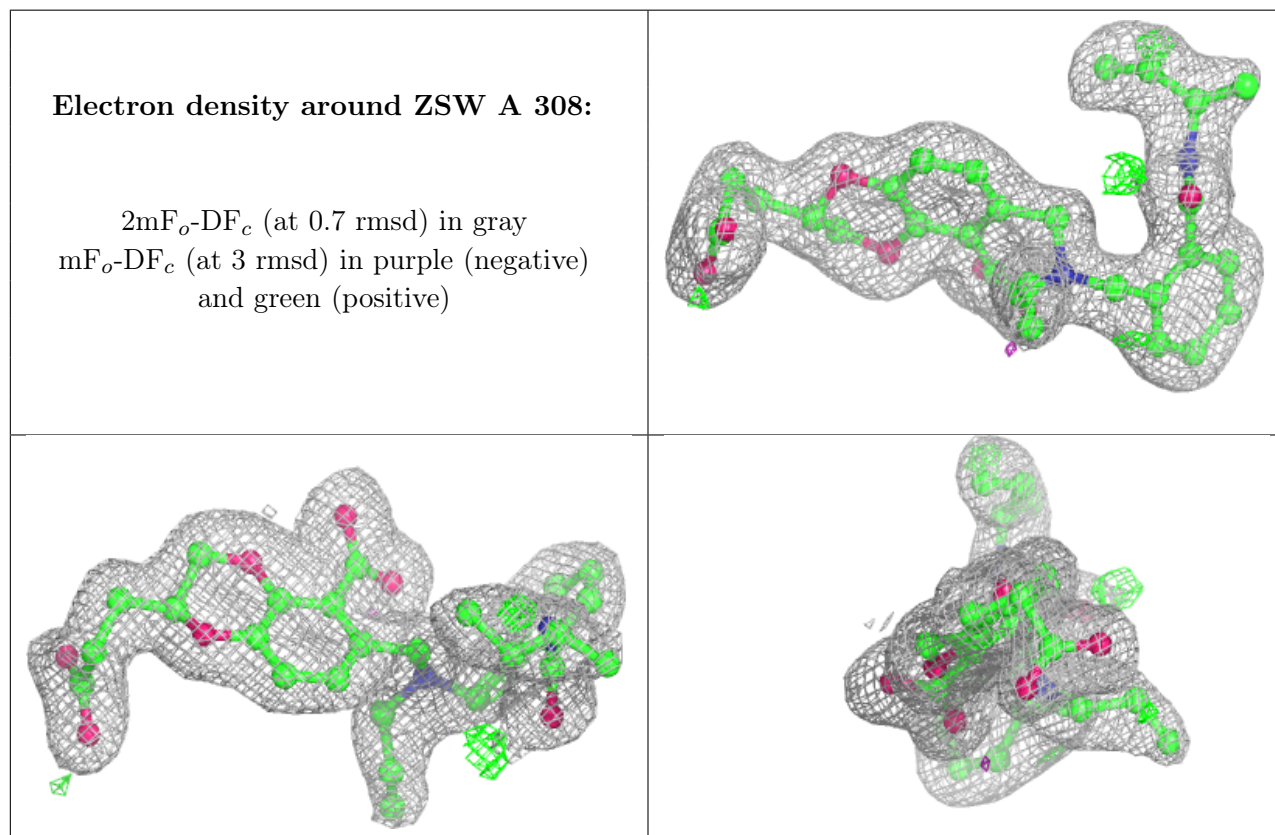 Electron density around ZSW A 308:
2mFo-DFc (at 0.7 rmsd) in gray
mFo-DFc (at 3 rmsd) in purple (negative)
and green (positive)